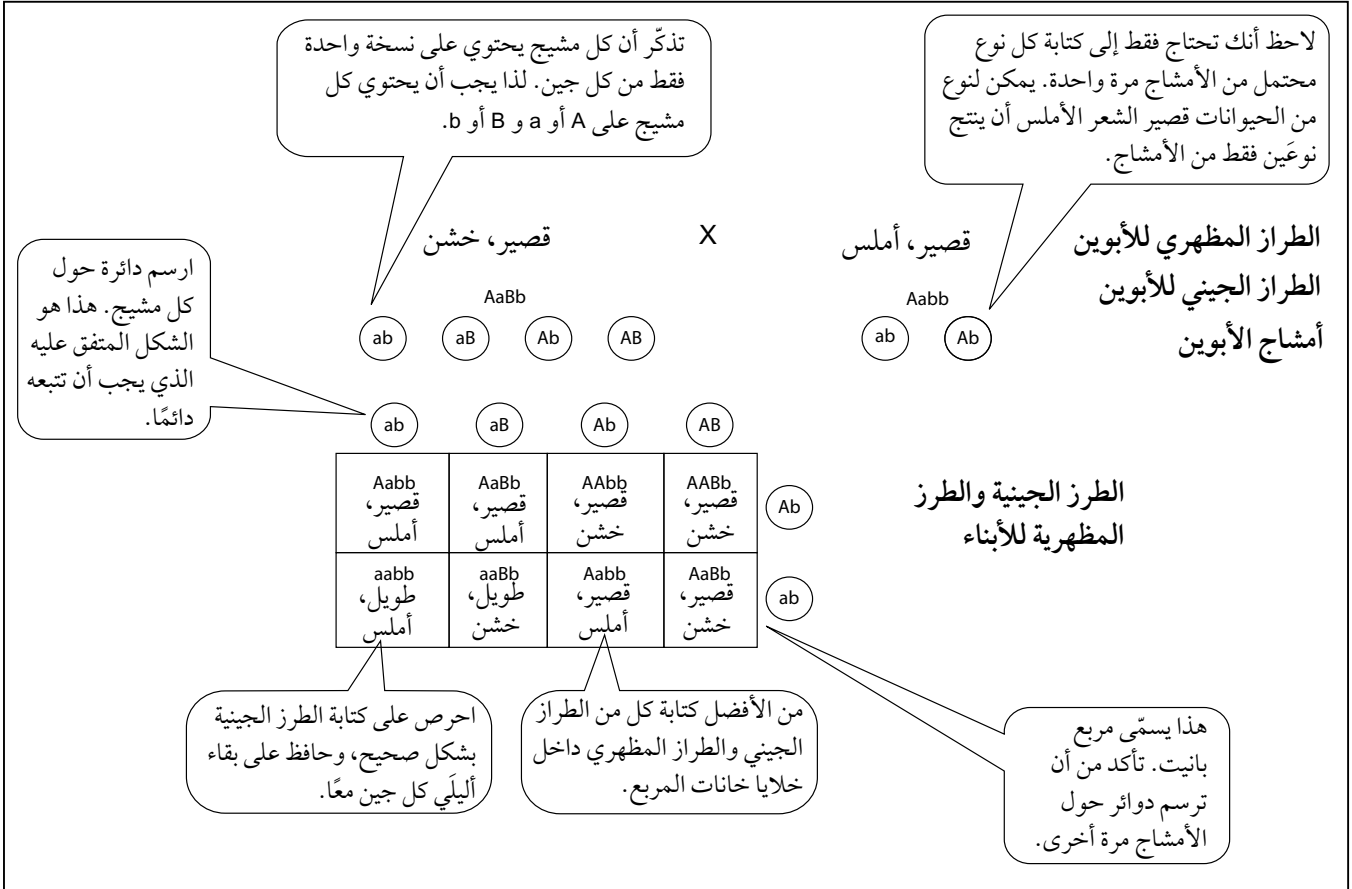 لاحظ أنك تحتاج فقط إلى كتابة كل نوع
محتمل من الأمشاج مرة واحدة. يمكن لنوع
من الحيوانات قصير الشعر الأملس أن ينتج
نوعَين فقط من الأمشاج.
تذكّر أن كل مشيج يحتوي على نسخة واحدة
فقط من كل جين. لذا يجب أن يحتوي كل
مشيج على A أو a و B أو b.
الطراز المظهري للأبوين قصير، أملس X قصير، خشن
الطراز الجيني للأبوين Aabb AaBb
أمشاج الأبوين Ab ab AB Ab aB ab
ارسم دائرة حول
كل مشيج. هذا هو
الشكل المتفق عليه
الذي يجب أن تتبعه
دائمًا.
AB Ab aB ab
الطرز الجينية والطرز
المظهرية للأبناء
Ab
AABb AAbb AaBb Aabb
قصير، قصير، قصير، قصير،
خشن خشن أملس أملس
ab
AaBb Aabb aaBb aabb
قصير، قصير، طويل، طويل،
خشن أملس خشن أملس
هذا يسمّى مربع
بانيت. تأكد من أن
ترسم دوائر حول
الأمشاج مرة أخرى.
من الأفضل كتابة كل من الطراز
الجيني والطراز المظهري داخل
خلايا خانات المربع.
احرص على كتابة الطرز الجينية
بشكل صحيح، وحافظ على بقاء
أليلَي كل جين معًا.